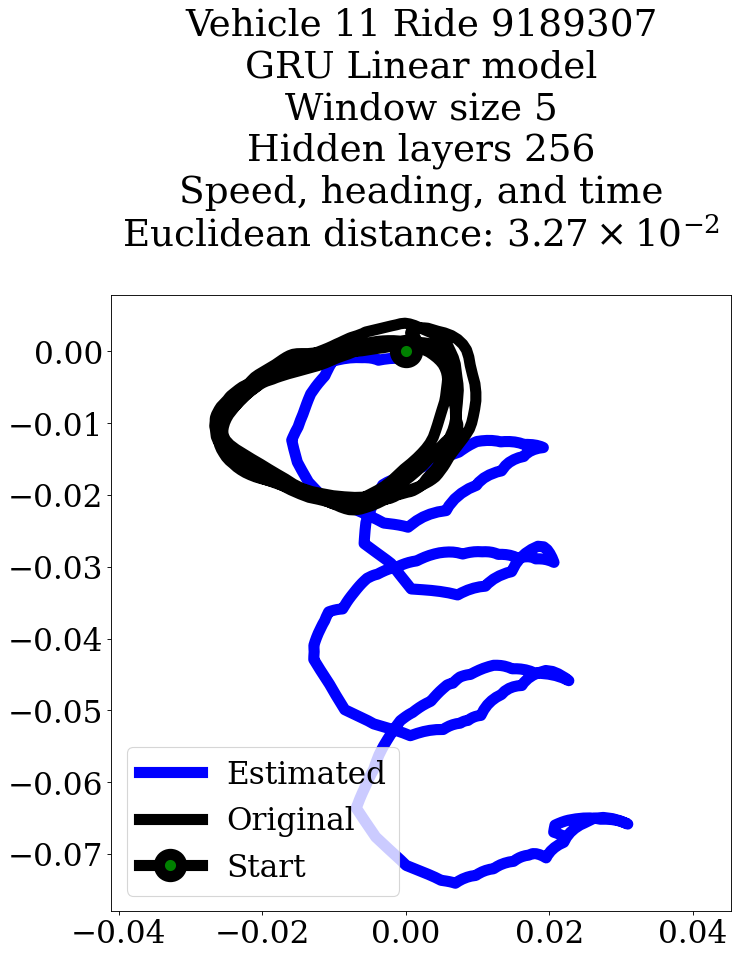 Vehicle 11 Ride 9189307
GRU Linear model
Window size 5
Hidden layers 256
Speed, heading, and time
Euclidean distance: 3.27 × 10⁻²
0.00
−0.01
−0.02
−0.03
−0.04
−0.05
−0.06
−0.07
Estimated
Original
Start
−0.04 −0.02 0.00 0.02 0.04